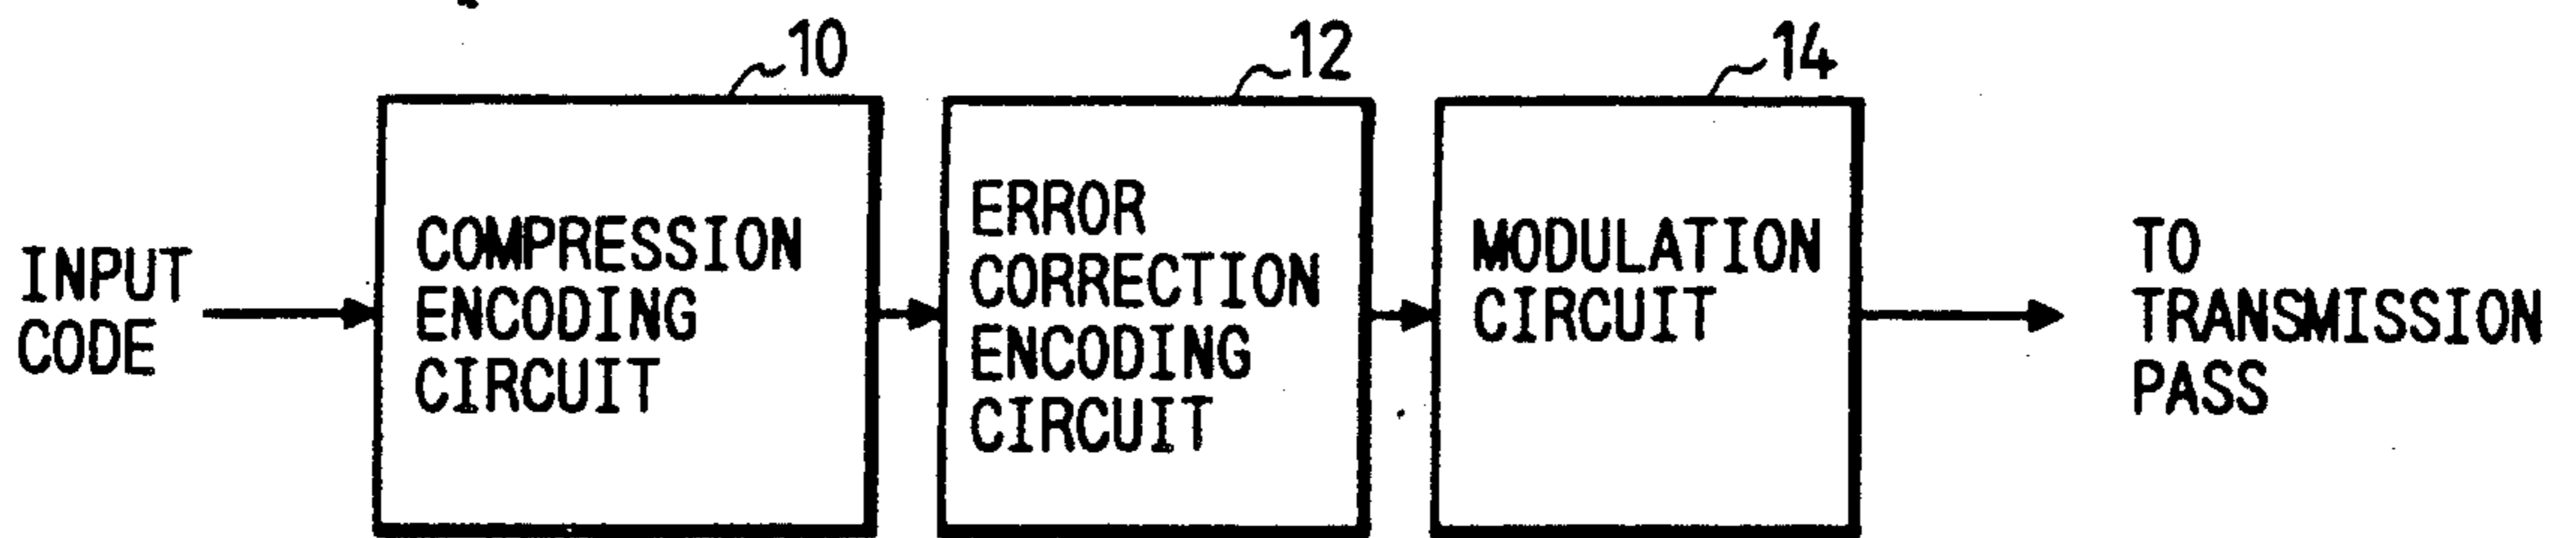 10
12
14
INPUT
CODE
COMPRESSION
ENCODING
CIRCUIT
ERROR
CORRECTION
ENCODING
CIRCUIT
MODULATION
CIRCUIT
TO
TRANSMISSION
PASS